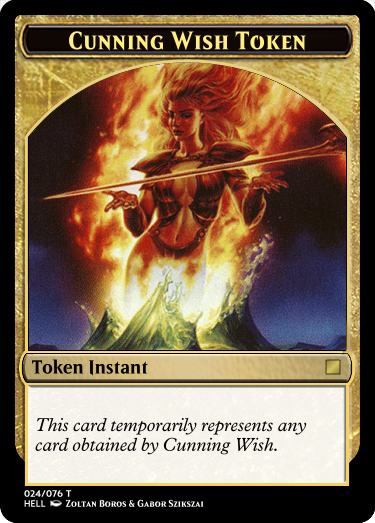 Cunning Wish Token
Token Instant
This card temporarily represents any
card obtained by Cunning Wish.
024/076 T
HELL Zoltan Boros & Gabor Szikszai